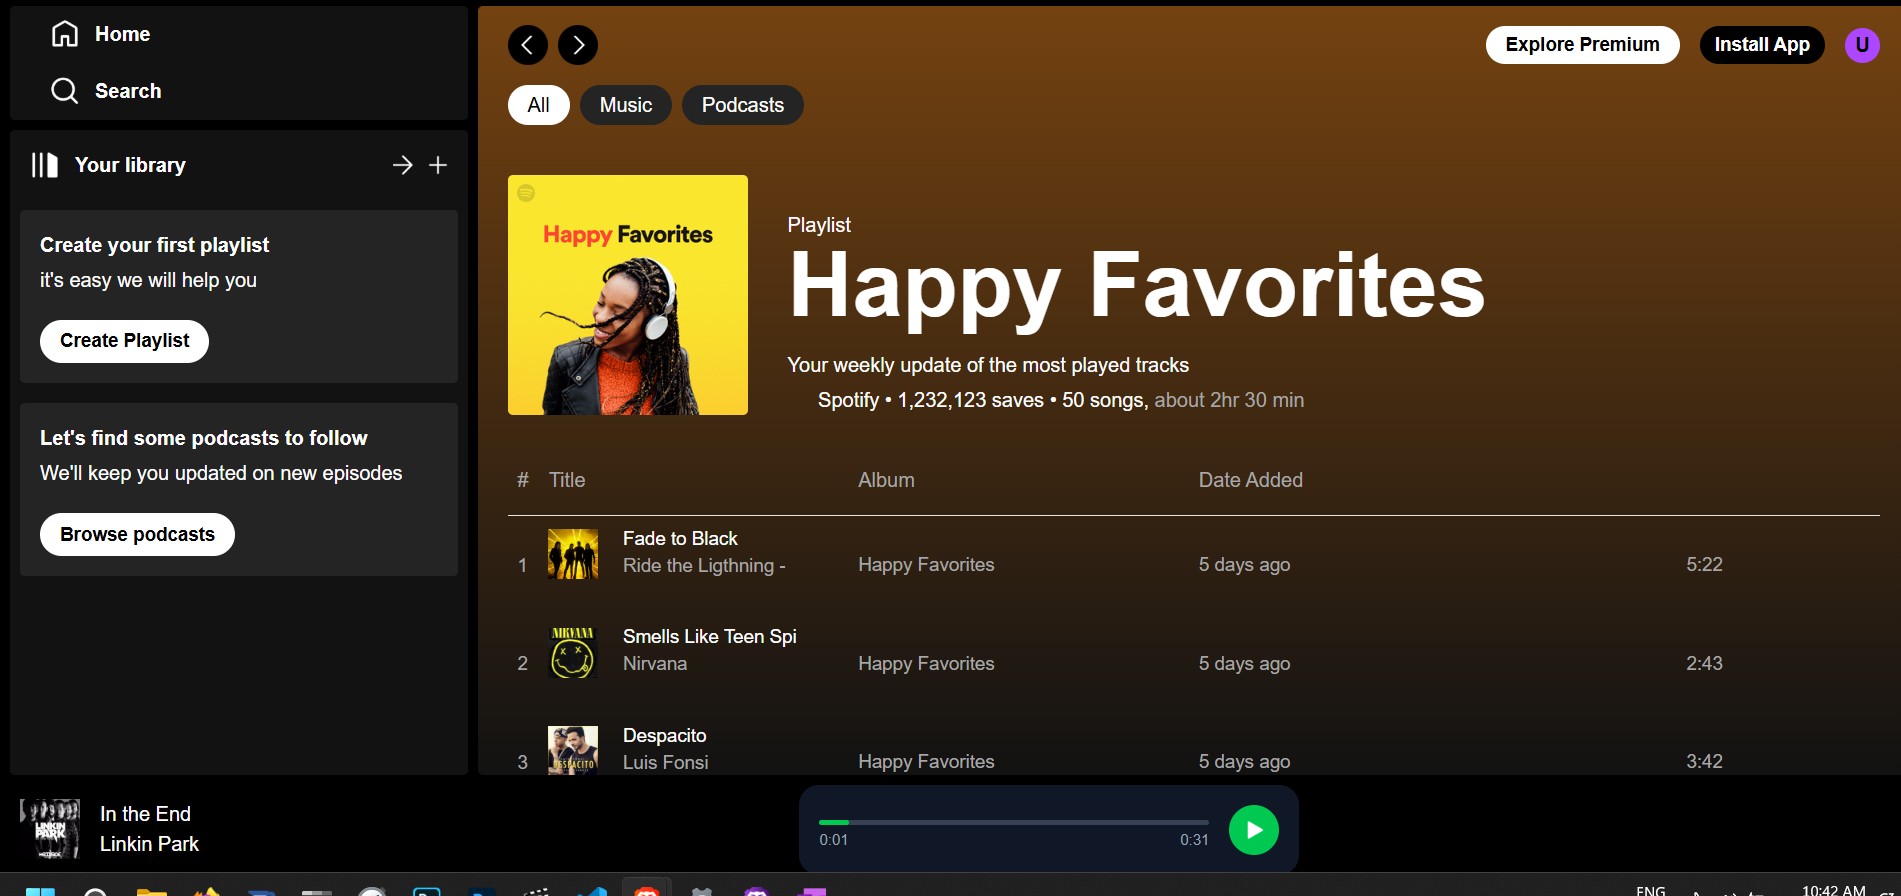 Home
Search
Your library
Create your first playlist
it's easy we will help you
Create Playlist
Let's find some podcasts to follow
We'll keep you updated on new episodes
Browse podcasts
Explore Premium
Install App
U
All
Music
Podcasts
Happy Favorites
Playlist
Happy Favorites
Your weekly update of the most played tracks
Spotify • 1,232,123 saves • 50 songs, about 2hr 30 min
# Title Album Date Added
1 Fade to Black
Ride the Ligthning - Happy Favorites 5 days ago 5:22
NIRVANA
2 Smells Like Teen Spi
Nirvana Happy Favorites 5 days ago 2:43
DESPACITO
3 Despacito
Luis Fonsi Happy Favorites 5 days ago 3:42
LINKIN PARK
In the End
Linkin Park
0:01 0:31
ENG
10:42 AM